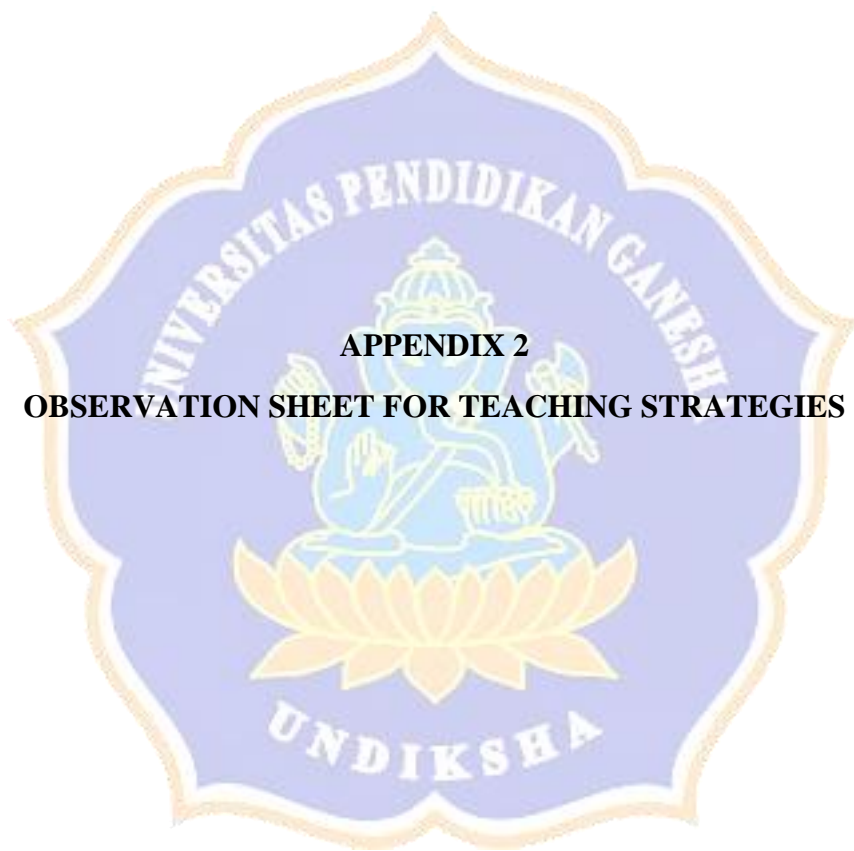 UNIVERSITAS PENDIDIKAN GANESHA
APPENDIX 2
OBSERVATION SHEET FOR TEACHING STRATEGIES
UNDIKSHA